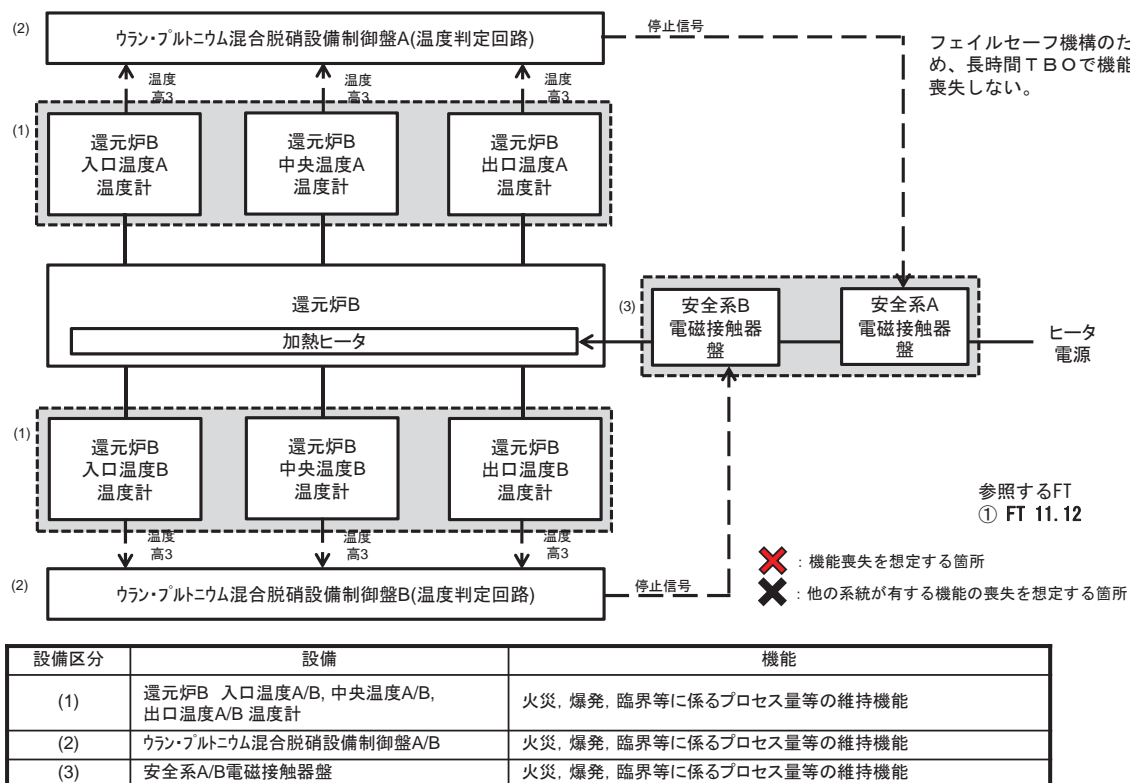 (2)
ウラン・プルトニウム混合脱硝設備制御盤A(温度判定回路)
停止信号
フェイルセーフ機構のた
め、長時間TBOで機能
喪失しない。
温度
高3
温度
高3
温度
高3
(1)
還元炉B
入口温度A
温度計
還元炉B
中央温度A
温度計
還元炉B
出口温度A
温度計
還元炉B
加熱ヒータ
(3)
安全系B
電磁接触器
盤
安全系A
電磁接触器
盤
ヒータ
電源
(1)
還元炉B
入口温度B
温度計
還元炉B
中央温度B
温度計
還元炉B
出口温度B
温度計
温度
高3
温度
高3
温度
高3
参照するFT
① FT 11.12
(2)
ウラン・プルトニウム混合脱硝設備制御盤B(温度判定回路)
停止信号
:機能喪失を想定する箇所
:他の系統が有する機能の喪失を想定する箇所
設備区分 設備 機能
(1) 還元炉B 入口温度A/B, 中央温度A/B,
出口温度A/B 温度計 火災, 爆発, 臨界等に係るプロセス量等の維持機能
(2) ウラン・プルトニウム混合脱硝設備制御盤A/B 火災, 爆発, 臨界等に係るプロセス量等の維持機能
(3) 安全系A/B電磁接触器盤 火災, 爆発, 臨界等に係るプロセス量等の維持機能